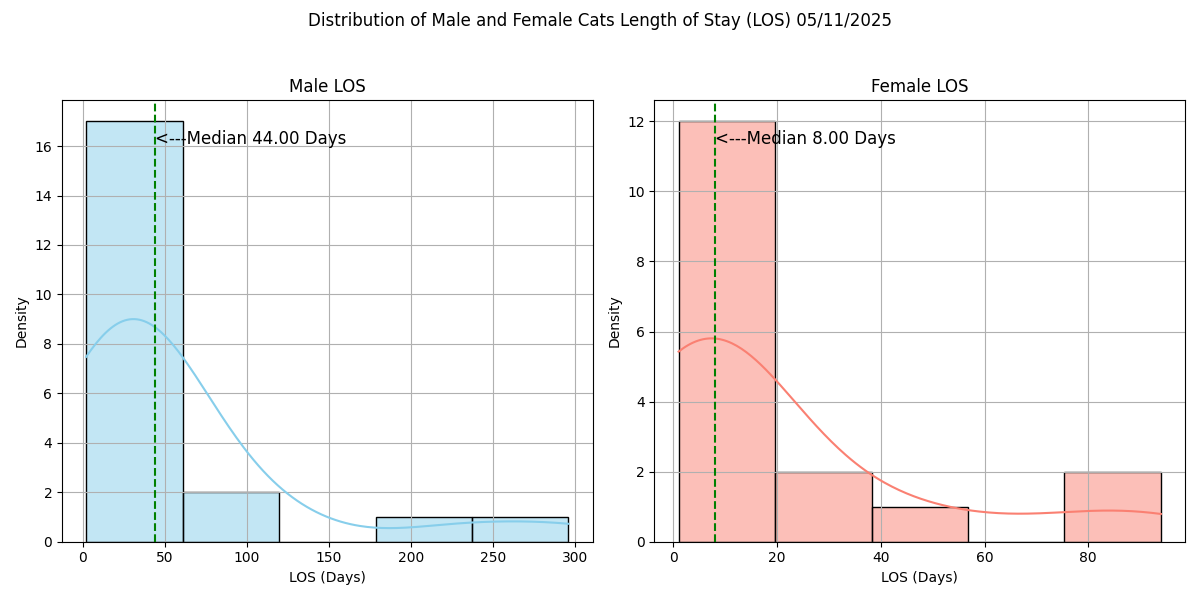 Distribution of Male and Female Cats Length of Stay (LOS) 05/11/2025
Male LOS
Density
16
14
12
10
8
6
4
2
0
<---Median 44.00 Days
0 50 100 150 200 250 300
LOS (Days)
Female LOS
Density
12
10
8
6
4
2
0
<---Median 8.00 Days
0 20 40 60 80
LOS (Days)